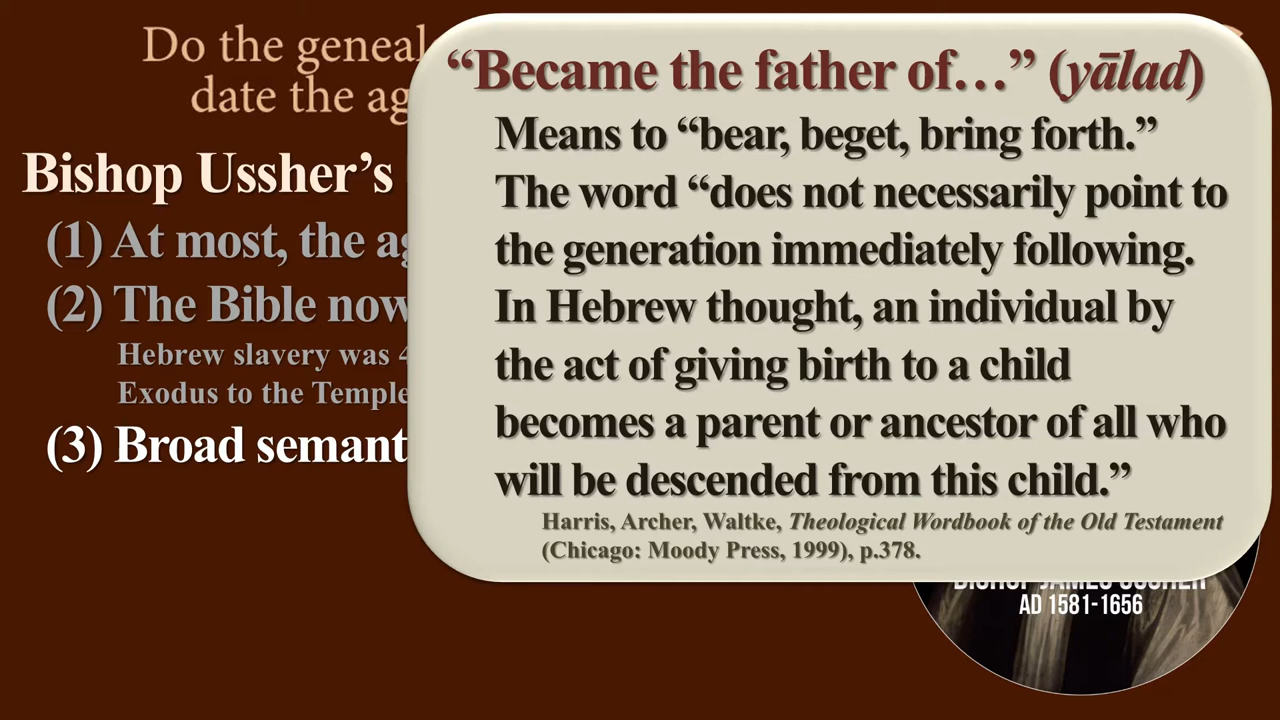 Do the geneal
date the ag
Bishop Ussher’s
(1) At most, the ag
(2) The Bible now
Hebrew slavery was 4
Exodus to the Temple
(3) Broad semant
“Became the father of…” (yālad)
Means to “bear, beget, bring forth.”
The word “does not necessarily point to
the generation immediately following.
In Hebrew thought, an individual by
the act of giving birth to a child
becomes a parent or ancestor of all who
will be descended from this child.”
Harris, Archer, Waltke, Theological Wordbook of the Old Testament
(Chicago: Moody Press, 1999), p.378.
BISHOP JAMES USSHER
AD 1581-1656